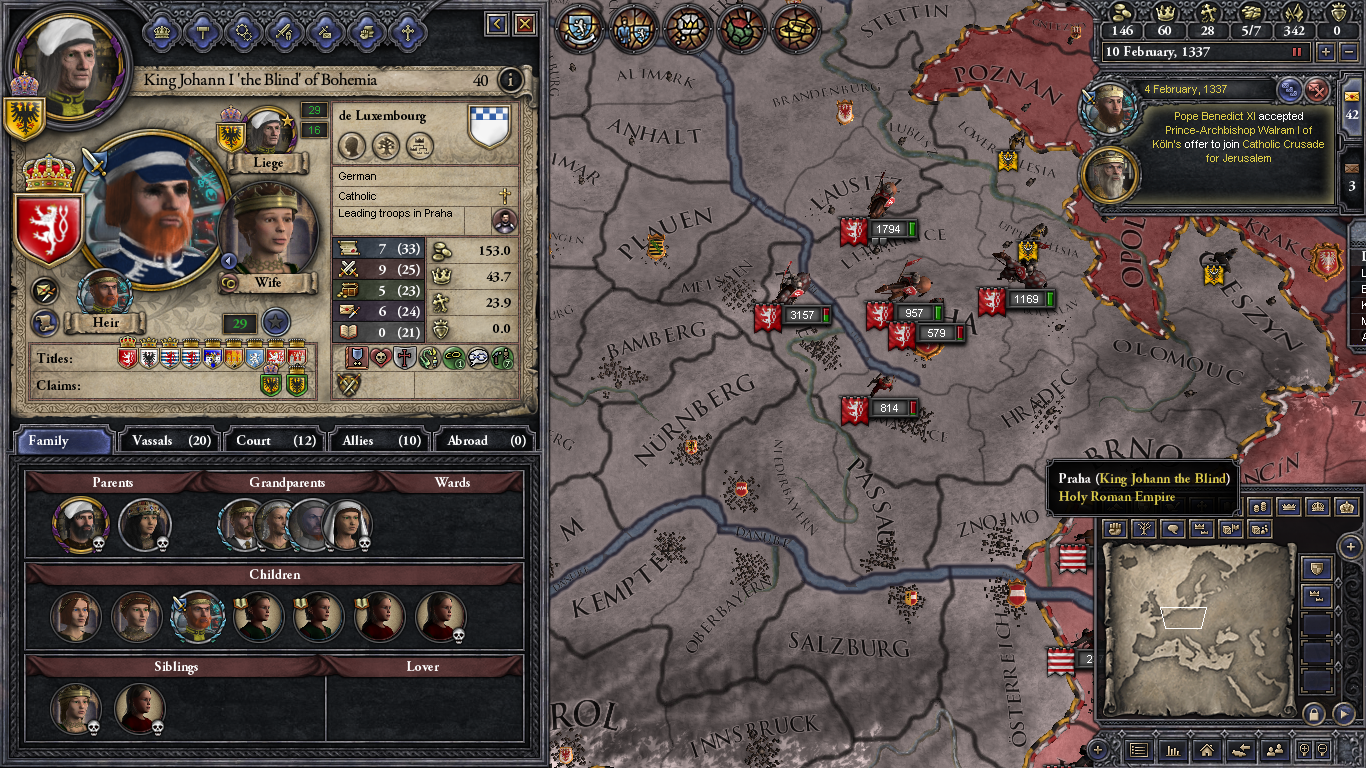 King Johann I 'the Blind' of Bohemia 40
Liege
29
16
Wife
Heir
29
de Luxembourg
German
Catholic
Leading troops in Praha
7 (33)
9 (25)
5 (23)
6 (24)
0 (21)
153.0
43.7
23.9
0.0
Titles:
Claims:
Family
Vassals (20)
Court (12)
Allies (10)
Abroad (0)
Parents
Grandparents
Wards
Children
Siblings
Lover
146 60 28 5/7 342 0
10 February, 1337
4 February, 1337
Pope Benedict XI accepted
Prince-Archbishop Walram I of
Köln's offer to join Catholic Crusade
for Jerusalem
42
3
STETTIN
ALTMARK
BRANDENBURG
POZNAN
ANHALT
LUBUS
LAUSITZ
PLAUEN
OPOL
KRAKO
MEISSEN
1794
1169
3157
957
579
814
BAMBERG
NÜRNBERG
TESZYN
OLOMOUC
HRADEC
BRNO
NIEDERBAYERN
PASSAU
ZNOJMO
DANUBE
KEMPTEN
OBERBAYERN
SALZBURG
ÖSTERREICH
INNSBRUCK
Praha (King Johann the Blind)
Holy Roman Empire